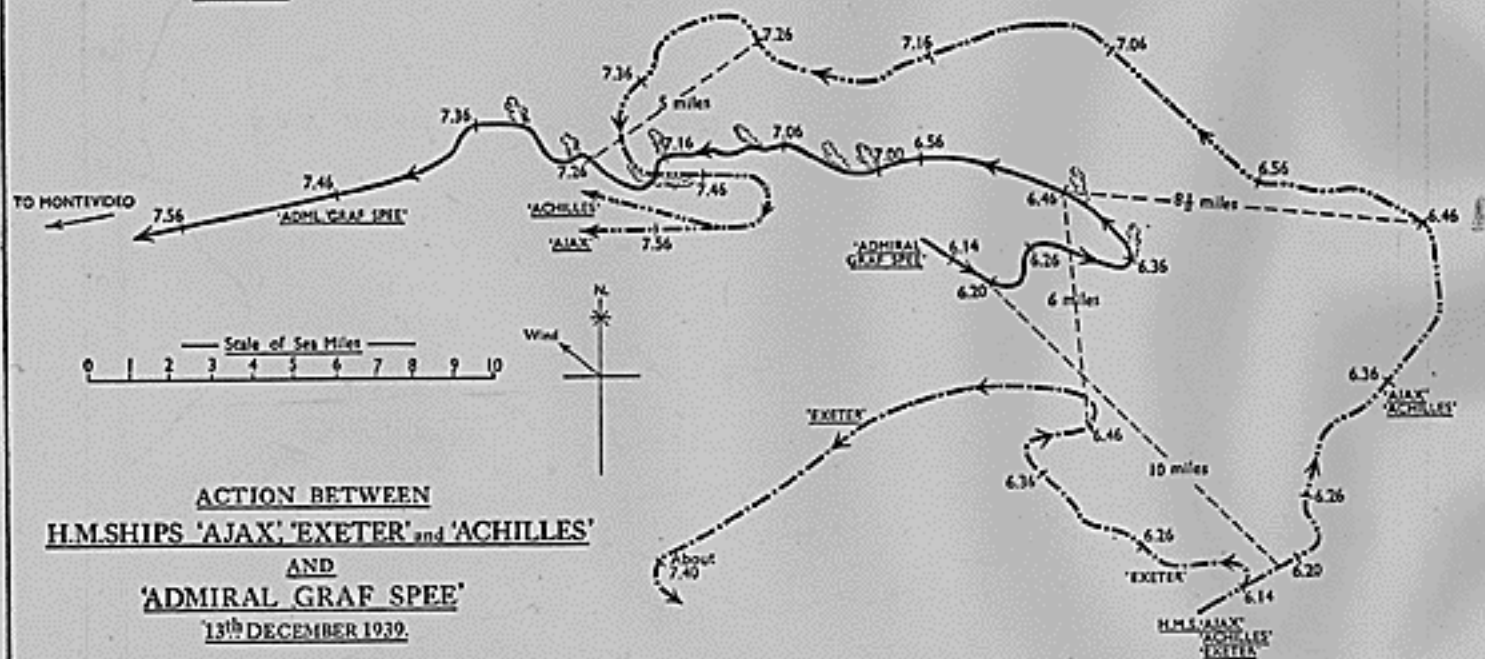 7.26
7.16
7.06
7.36
5 miles
7.36
7.26
7.16
7.06
7.00
6.56
6.56
7.46
TO MONTEVIDEO
7.56
'ADML. GRAF SPEE'
7.46
'ACHILLES'
'AJAX'
7.56
6.46
8½ miles
6.46
'ADMIRAL
GRAF SPEE'
6.14
6.20
6.26
6.36
6 miles
N.
Wind
Scale of Sea Miles
0 1 2 3 4 5 6 7 8 9 10
6.36
'AJAX'
'ACHILLES'
'EXETER'
6.46
10 miles
6.36
6.26
6.26
ACTION BETWEEN
H.M.SHIPS 'AJAX', 'EXETER' and 'ACHILLES'
AND
'ADMIRAL GRAF SPEE'
13th DECEMBER 1939.
About
7.40
'EXETER'
6.20
6.14
H.M.S. 'AJAX'
'ACHILLES'
'EXETER'